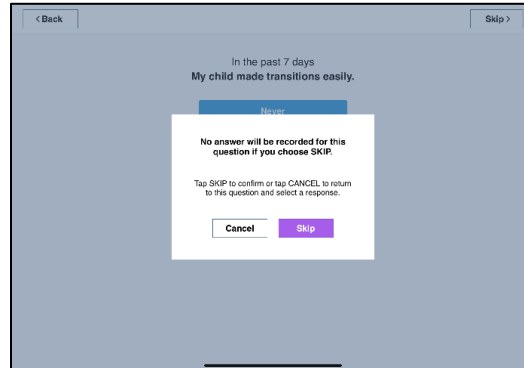 < Back
Skip >
In the past 7 days
My child made transitions easily.
Never
No answer will be recorded for this
question if you choose SKIP.
Tap SKIP to confirm or tap CANCEL to return
to this question and select a response.
Cancel
Skip